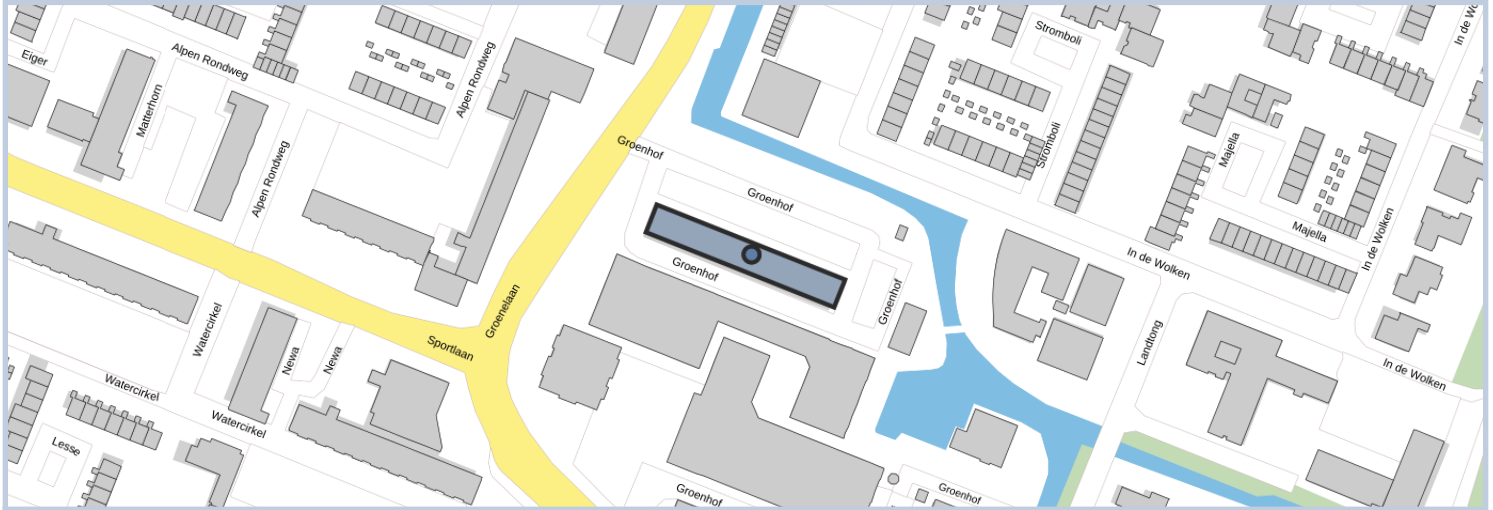 Eiger
Alpen Rondweg
Matterhorn
Alpen Rondweg
Alpen Rondweg
Groenhof
Groenhof
Groenhof
Groenhof
Groenelaan
Sportlaan
Watercirkel
Newa
Newa
Watercirkel
Watercirkel
Lesse
Groenhof
Groenhof
Stromboli
Stromboli
Majella
Majella
In de Wolken
In de Wolken
In de Wolken
Landtong
In de Wo